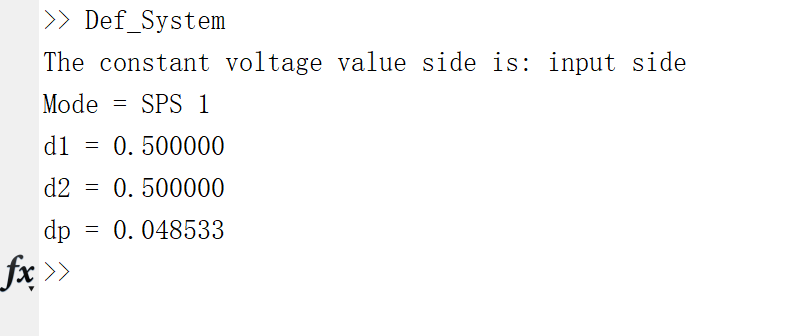 >> Def_System
The constant voltage value side is: input side
Mode = SPS 1
d1 = 0.500000
d2 = 0.500000
dp = 0.048533
fx >>